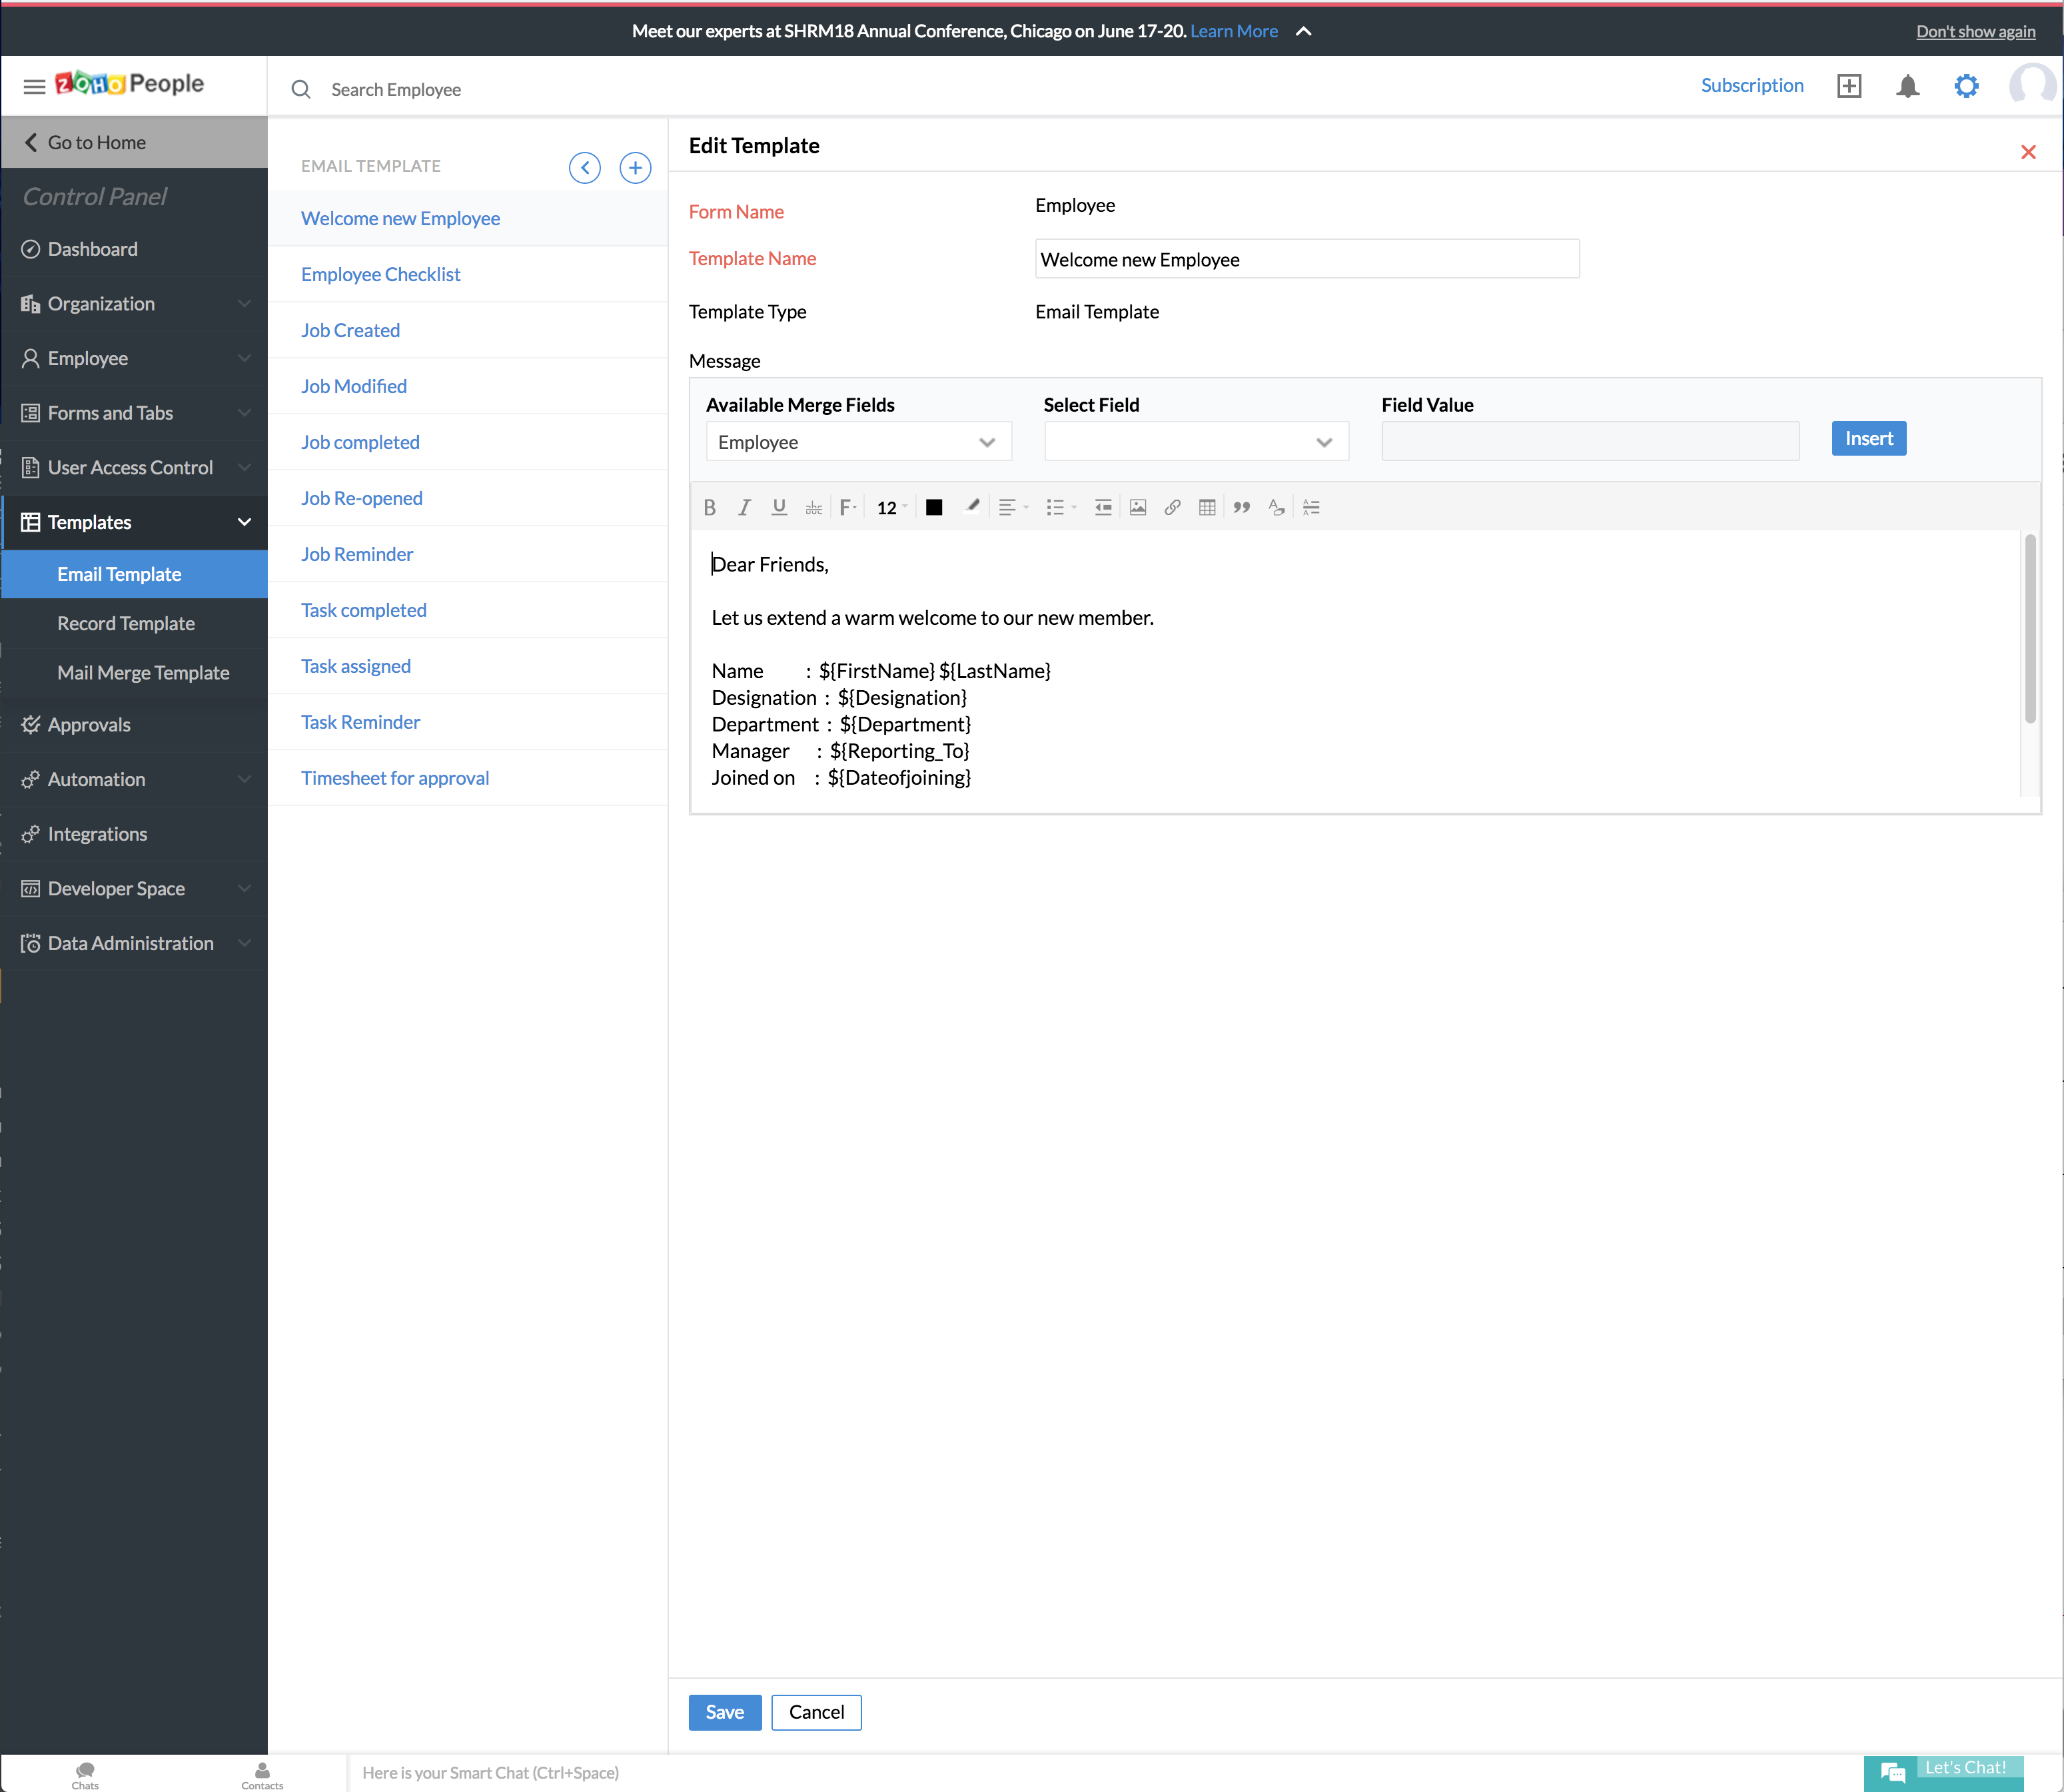 Meet our experts at SHRM18 Annual Conference, Chicago on June 17-20. Learn More
Don't show again
ZOHO People
Search Employee
Subscription
Go to Home
Control Panel
Dashboard
Organization
Employee
Forms and Tabs
User Access Control
Templates
Email Template
Record Template
Mail Merge Template
Approvals
Automation
Integrations
Developer Space
Data Administration
EMAIL TEMPLATE
Welcome new Employee
Employee Checklist
Job Created
Job Modified
Job completed
Job Re-opened
Job Reminder
Task completed
Task assigned
Task Reminder
Timesheet for approval
Edit Template
Form Name Employee
Template Name Welcome new Employee
Template Type Email Template
Message
Available Merge Fields Select Field Field Value
Employee Insert
B I U abc F 12
Dear Friends,
Let us extend a warm welcome to our new member.
Name : ${FirstName} ${LastName}
Designation : ${Designation}
Department : ${Department}
Manager : ${Reporting_To}
Joined on : ${Dateofjoining}
Save Cancel
Chats Contacts Here is your Smart Chat (Ctrl+Space) Let's Chat!